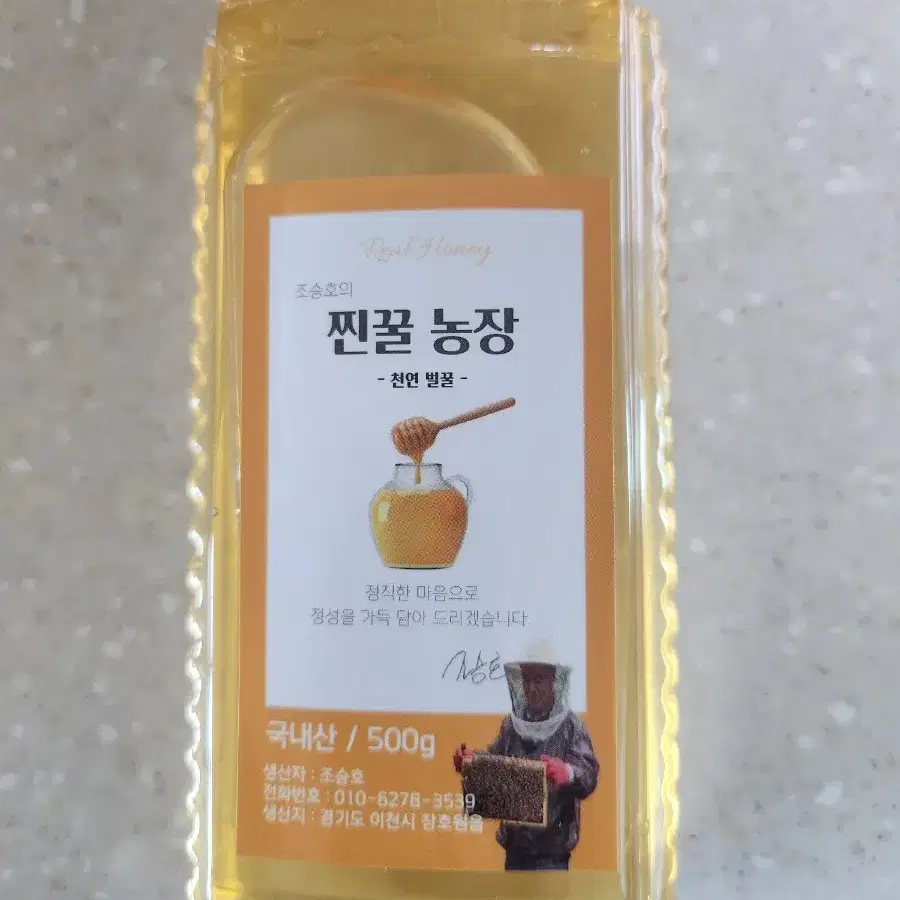 Real Honey
조승호의
찐꿀 농장
- 천연 벌꿀 -
정직한 마음으로
정성을 가득 담아 드리겠습니다
국내산 / 500g
생산자 : 조승호
전화번호 : 010-6278-3539
생산지 : 경기도 이천시 장호원읍